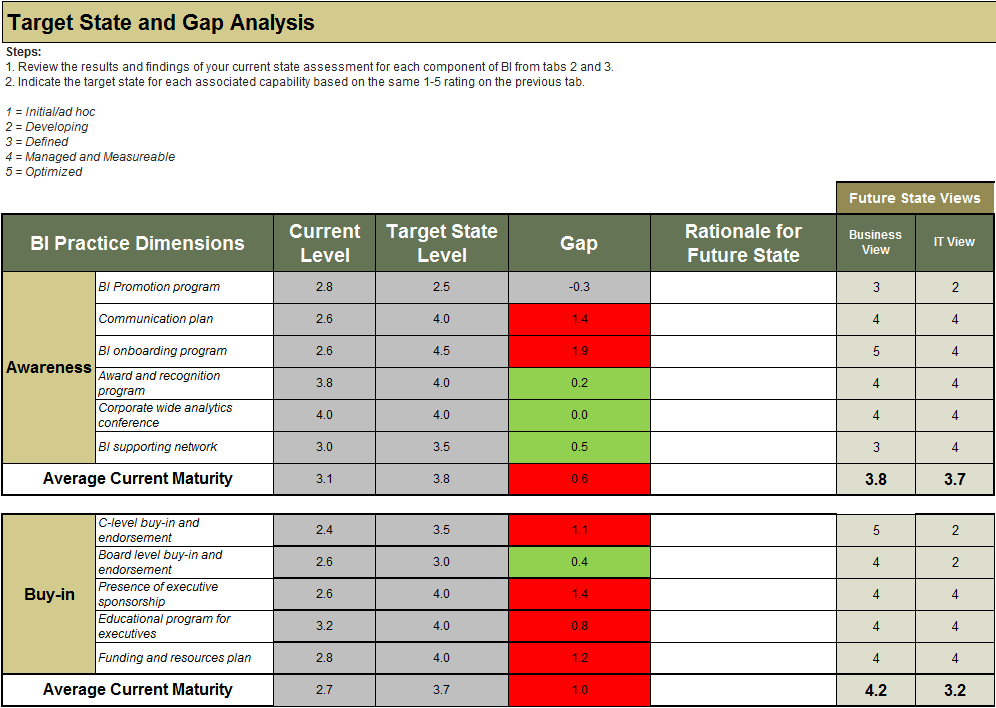 Target State and Gap Analysis
Steps:
1. Review the results and findings of your current state assessment for each component of BI from tabs 2 and 3.
2. Indicate the target state for each associated capability based on the same 1-5 rating on the previous tab.
1 = Initial/ad hoc
2 = Developing
3 = Defined
4 = Managed and Measureable
5 = Optimized
Future State Views
BI Practice Dimensions
Current
Level
Target State
Level
Gap
Rationale for
Future State
Business
View
IT View
Awareness
BI Promotion program
2.8
2.5
-0.3
3
2
Communication plan
2.6
4.0
1.4
4
4
BI onboarding program
2.6
4.5
1.9
5
4
Award and recognition
program
3.8
4.0
0.2
4
4
Corporate wide analytics
conference
4.0
4.0
0.0
4
4
BI supporting network
3.0
3.5
0.5
3
4
Average Current Maturity
3.1
3.8
0.6
3.8
3.7
Buy-in
C-level buy-in and
endorsement
2.4
3.5
1.1
5
2
Board level buy-in and
endorsement
2.6
3.0
0.4
4
2
Presence of executive
sponsorship
2.6
4.0
1.4
4
4
Educational program for
executives
3.2
4.0
0.8
4
4
Funding and resources plan
2.8
4.0
1.2
4
4
Average Current Maturity
2.7
3.7
1.0
4.2
3.2